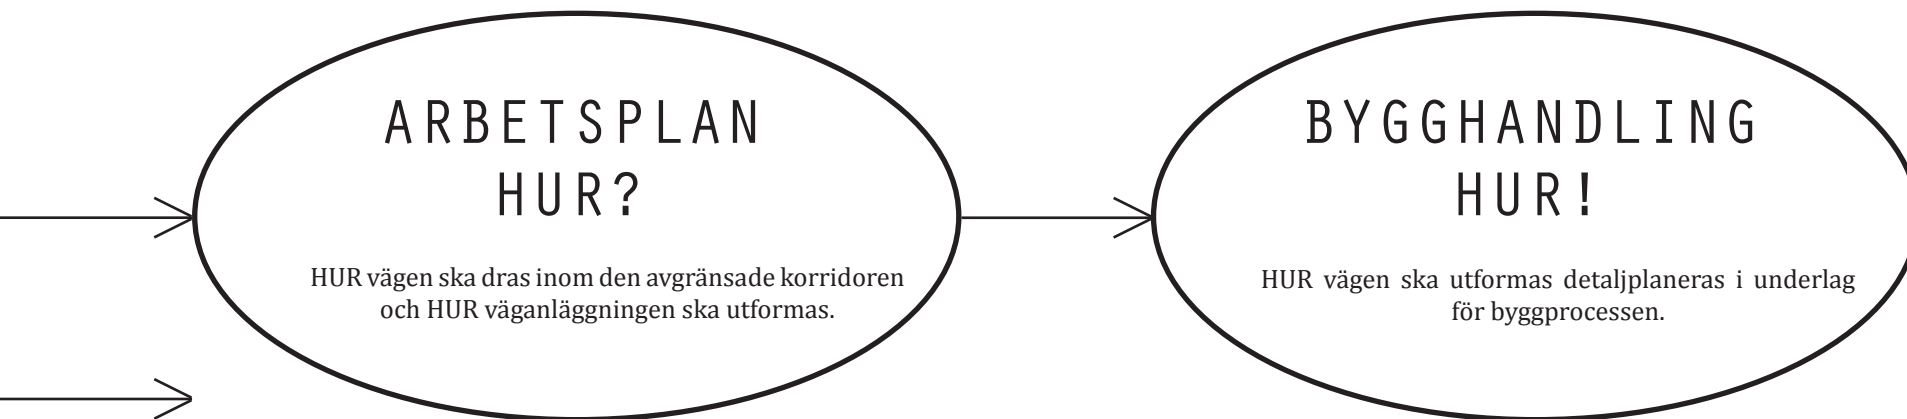 ARBETSPLAN
HUR?
HUR vägen ska dras inom den avgränsade korridoren
och HUR väganläggningen ska utformas.
BYGGHANDLING
HUR!
HUR vägen ska utformas detaljplaneras i underlag
för byggprocessen.